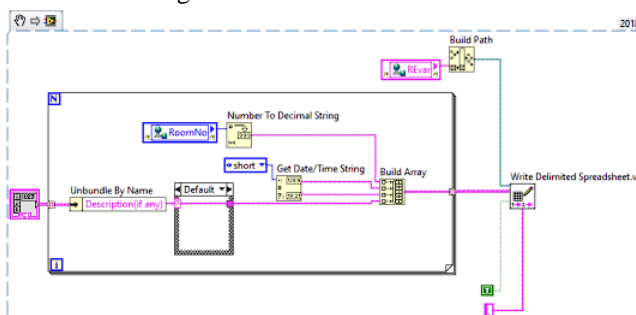 2018
Build Path
REvar
N
Number To Decimal String
RoomNo
short
Get Date/Time String
Build Array
Unbundle By Name
Default
Write Delimited Spreadsheet.v
Description(if any)
i
T